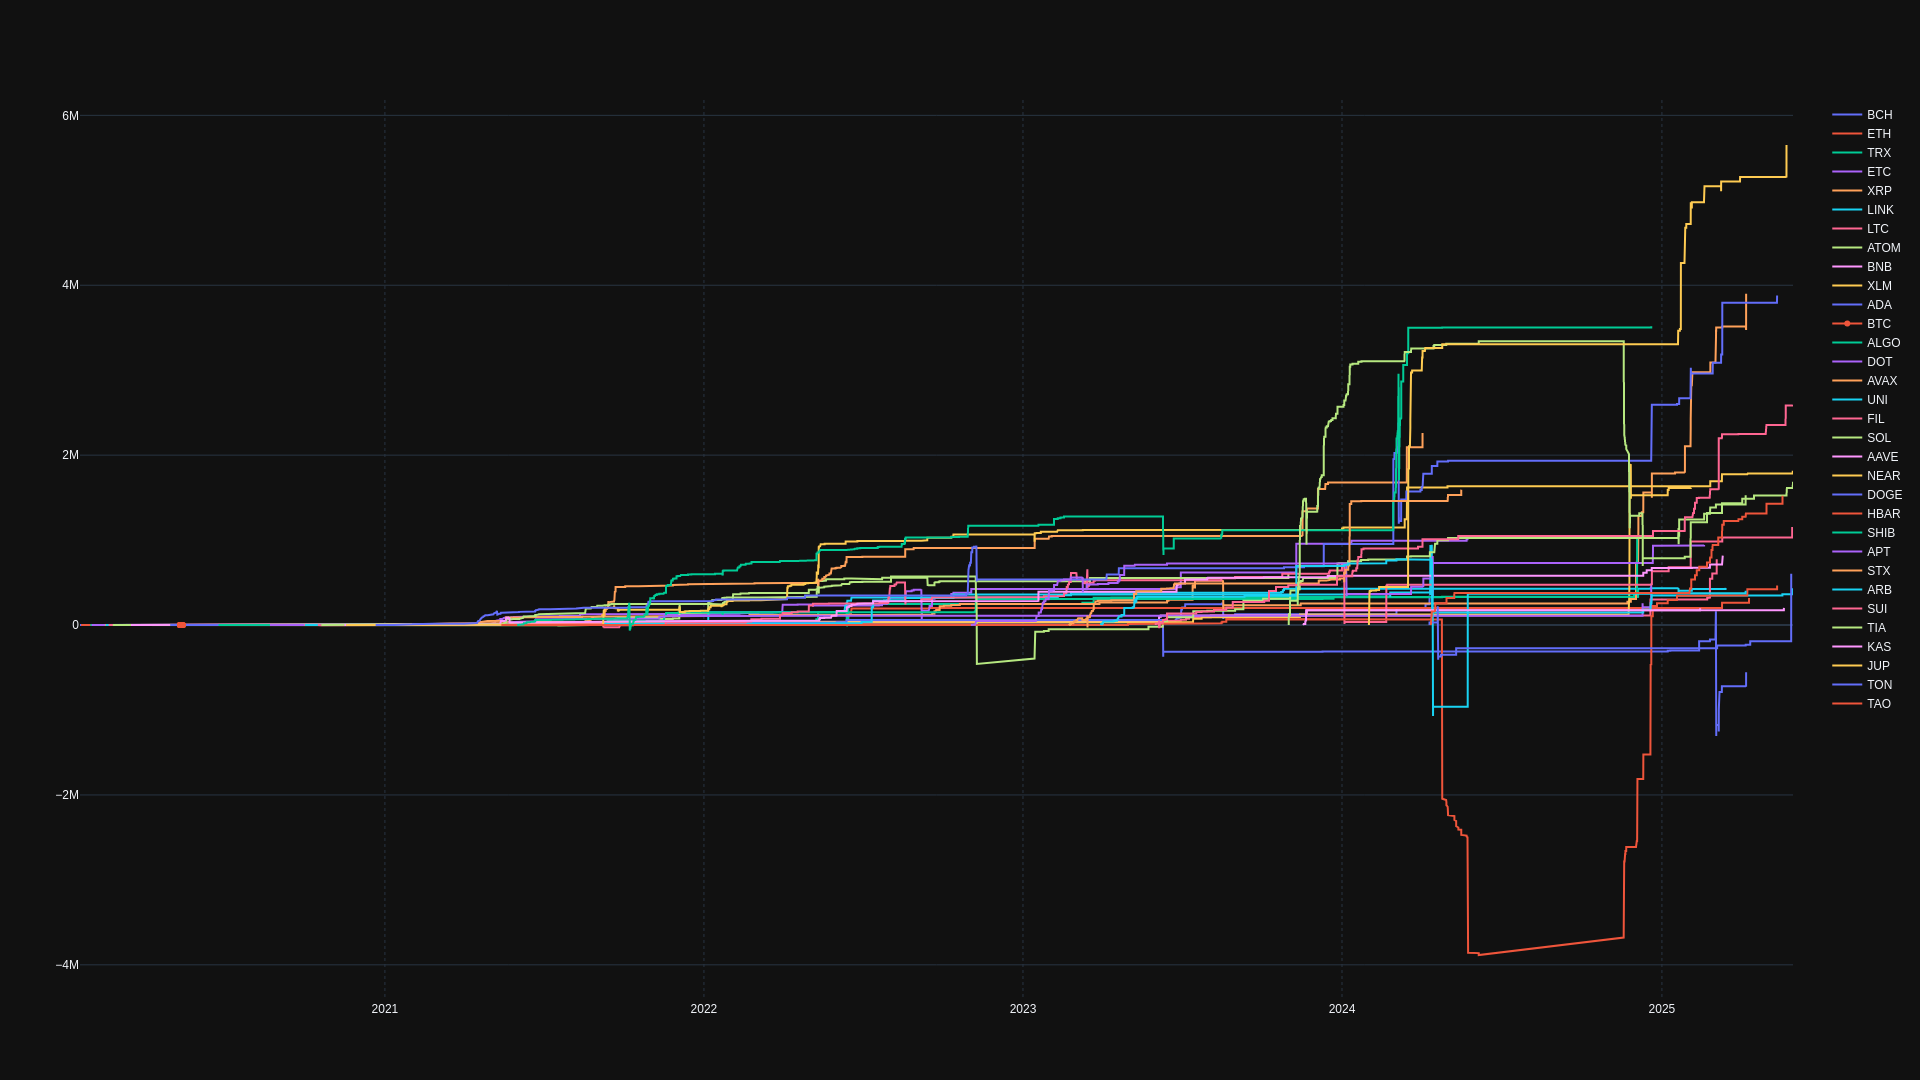 6M
4M
2M
0
−2M
−4M
2021
2022
2023
2024
2025
BCH
ETH
TRX
ETC
XRP
LINK
LTC
ATOM
BNB
XLM
ADA
BTC
ALGO
DOT
AVAX
UNI
FIL
SOL
AAVE
NEAR
DOGE
HBAR
SHIB
APT
STX
ARB
SUI
TIA
KAS
JUP
TON
TAO